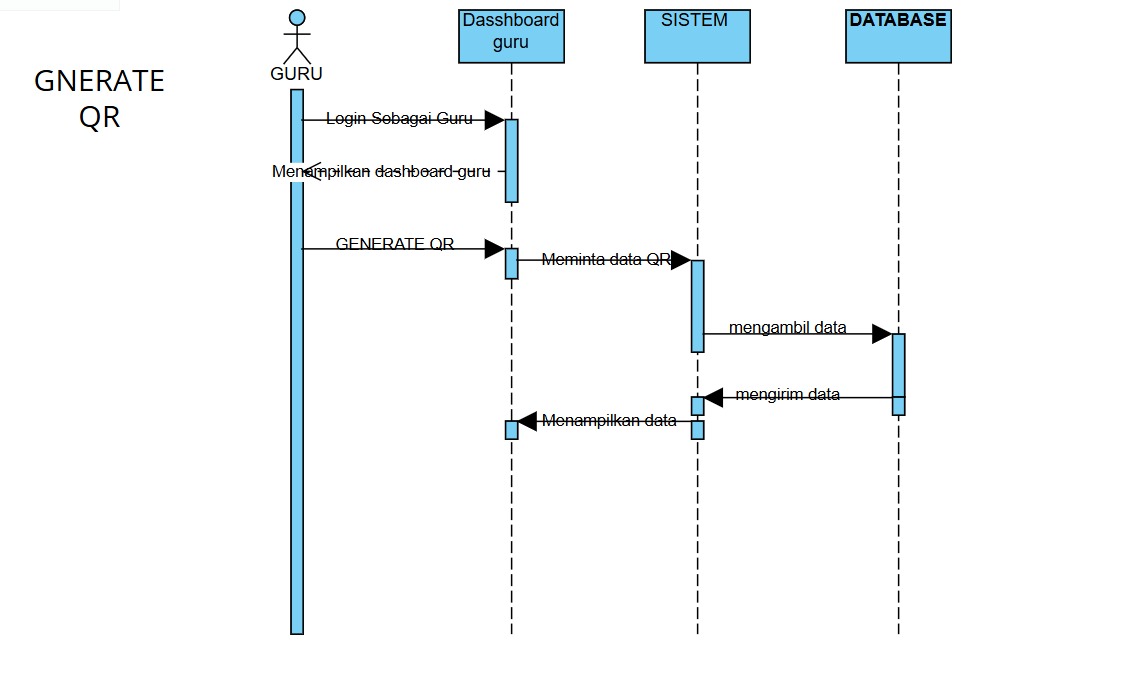 GNERATE
QR
GURU
Dasshboard
guru
SISTEM
DATABASE
Login Sebagai Guru
Menampilkan dashboard guru
GENERATE QR
Meminta data QR
mengambil data
mengirim data
Menampilkan data